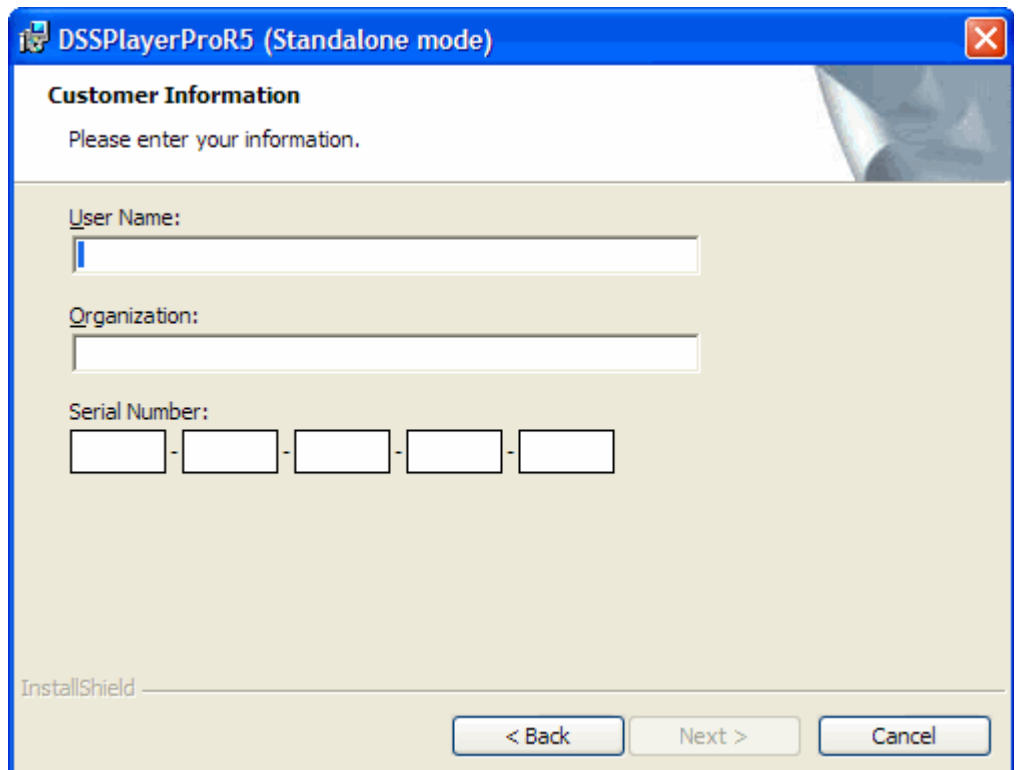 DSSPlayerProR5 (Standalone mode)
Customer Information
Please enter your information.
User Name:
Organization:
Serial Number:
- - - -
InstallShield
< Back Next > Cancel